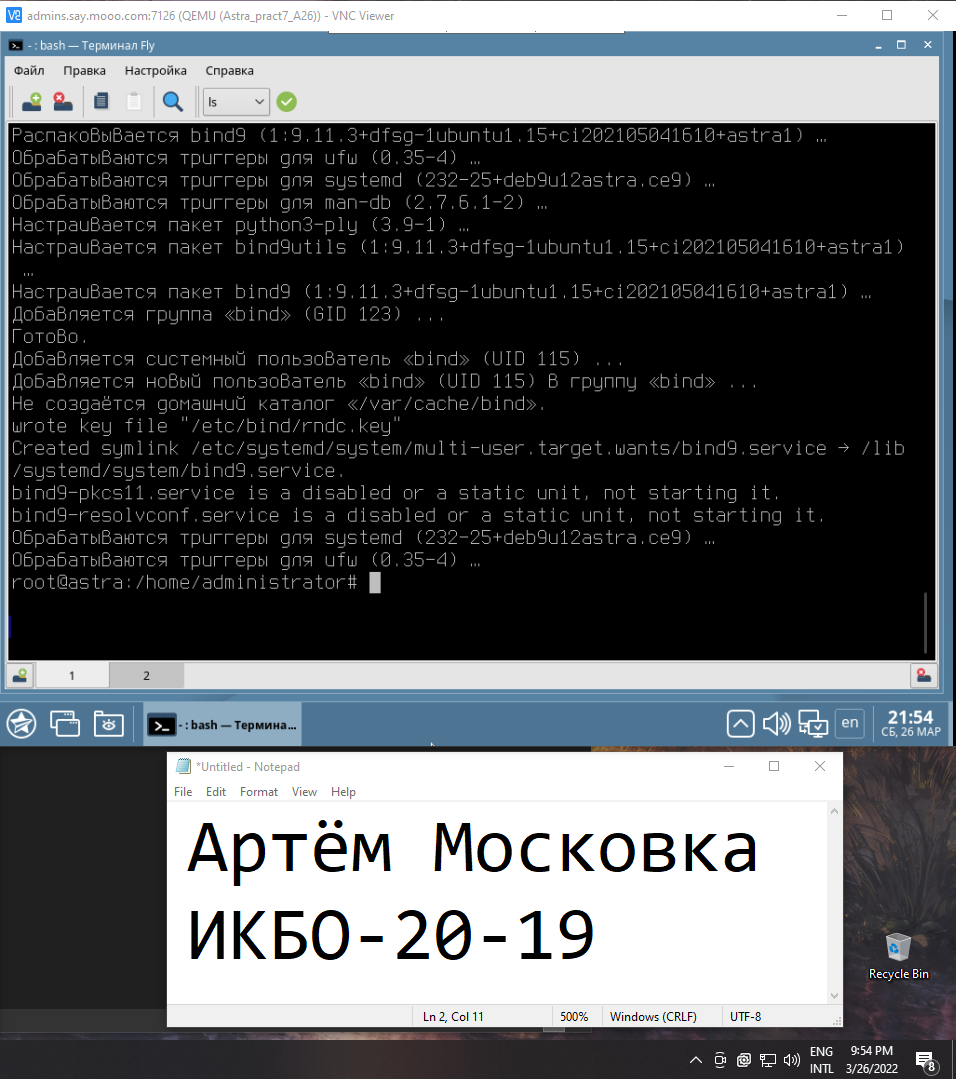 admins.say.mooo.com:7126 (QEMU (Astra_pract7_A26)) - VNC Viewer
- : bash — Терминал Fly
Файл Правка Настройка Справка
ls
Распаковывается bind9 (1:9.11.3+dfsg-1ubuntu1.15+ci202105041610+astra1) …
Обрабатываются триггеры для ufw (0.35-4) …
Обрабатываются триггеры для systemd (232-25+deb9u12astra.ce9) …
Обрабатываются триггеры для man-db (2.7.6.1-2) …
Настраивается пакет python3-ply (3.9-1) …
Настраивается пакет bind9utils (1:9.11.3+dfsg-1ubuntu1.15+ci202105041610+astra1)
…
Настраивается пакет bind9 (1:9.11.3+dfsg-1ubuntu1.15+ci202105041610+astra1) …
Добавляется группа «bind» (GID 123) ...
Готово.
Добавляется системный пользователь «bind» (UID 115) ...
Добавляется новый пользователь «bind» (UID 115) в группу «bind» ...
Не создаётся домашний каталог «/var/cache/bind».
wrote key file "/etc/bind/rndc.key"
Created symlink /etc/systemd/system/multi-user.target.wants/bind9.service → /lib
/systemd/system/bind9.service.
bind9-pkcs11.service is a disabled or a static unit, not starting it.
bind9-resolvconf.service is a disabled or a static unit, not starting it.
Обрабатываются триггеры для systemd (232-25+deb9u12astra.ce9) …
Обрабатываются триггеры для ufw (0.35-4) …
root@astra:/home/administrator#
1 2
- : bash — Термина... en 21:54
СБ, 26 МАР
*Untitled - Notepad
File Edit Format View Help
Артём Московка
ИКБО-20-19
Recycle Bin
Ln 2, Col 11 500% Windows (CRLF) UTF-8
ENG 9:54 PM
INTL 3/26/2022 8